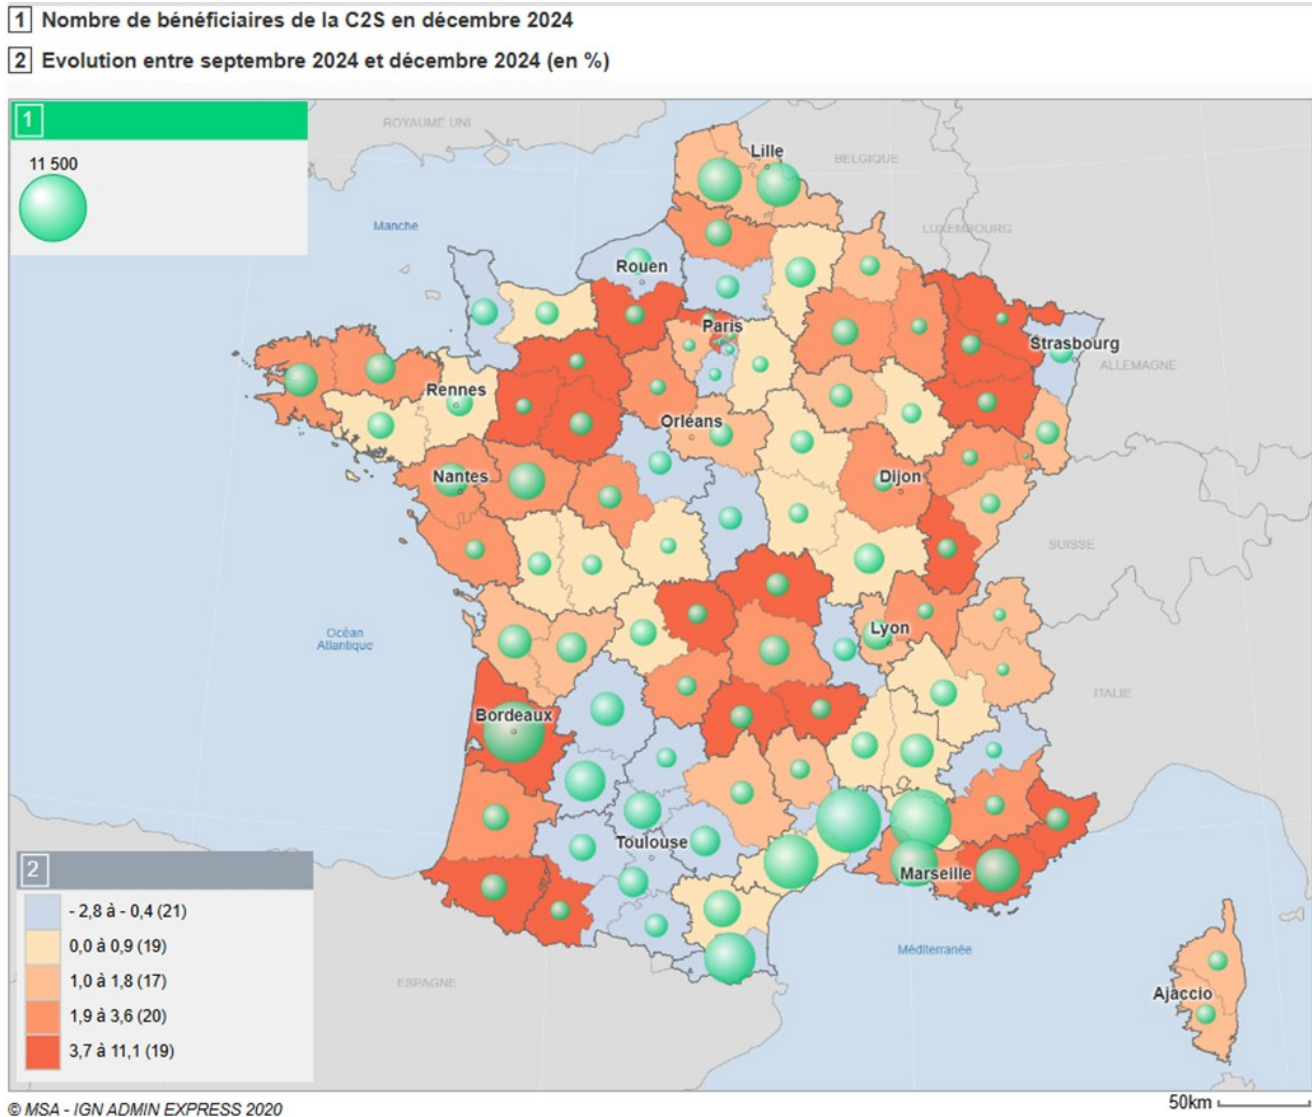 1 Nombre de bénéficiaires de la C2S en décembre 2024
2 Evolution entre septembre 2024 et décembre 2024 (en %)
1
11 500
ROYAUME UNI
Lille
BELGIQUE
Manche
LUXEMBOURG
Rouen
Paris
Strasbourg
ALLEMAGNE
Rennes
Orléans
Nantes
Dijon
SUISSE
Océan
Atlantique
Lyon
ITALIE
Bordeaux
Toulouse
Marseille
Méditerranée
ESPAGNE
Ajaccio
2
- 2,8 à - 0,4 (21)
0,0 à 0,9 (19)
1,0 à 1,8 (17)
1,9 à 3,6 (20)
3,7 à 11,1 (19)
© MSA - IGN ADMIN EXPRESS 2020
50km